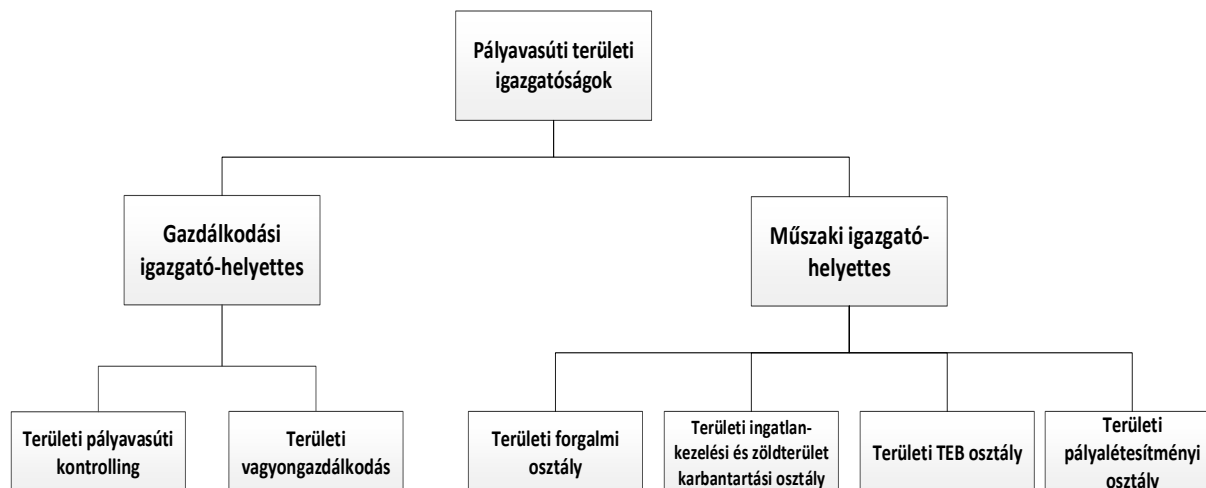 Pályavasúti területi
igazgatóságok
Gazdálkodási
igazgató-helyettes
Műszaki igazgató-
helyettes
Területi pályavasúti
kontrolling
Területi
vagyongazdálkodás
Területi forgalmi
osztály
Területi ingatlan-
kezelési és zöldterület
karbantartási osztály
Területi TEB osztály
Területi
pályalétesítményi
osztály